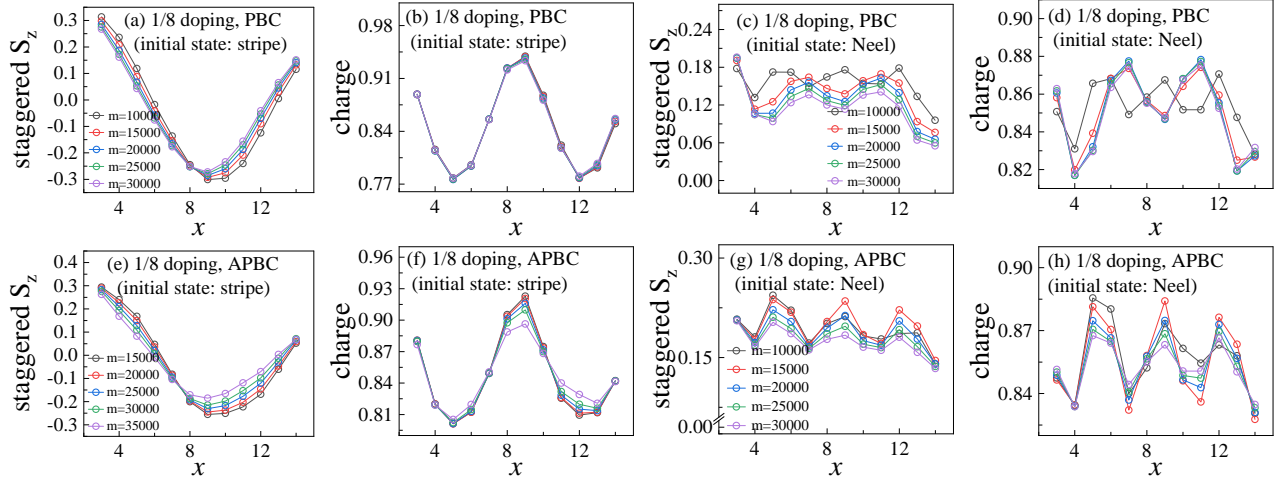 (a) 1/8 doping, PBC
(initial state: stripe)
staggered S_z
0.3
0.2
0.1
0.0
-0.1
-0.2
-0.3
m=10000
m=15000
m=20000
m=25000
m=30000
4 8 12
x
(b) 1/8 doping, PBC
(initial state: stripe)
charge
0.98
0.91
0.84
0.77
4 8 12
x
(c) 1/8 doping, PBC
(initial state: Neel)
staggered S_z
0.24
0.18
0.12
0.06
0.00
m=10000
m=15000
m=20000
m=25000
m=30000
4 8 12
x
(d) 1/8 doping, PBC
(initial state: Neel)
charge
0.90
0.88
0.86
0.84
0.82
4 8 12
x
(e) 1/8 doping, APBC
(initial state: stripe)
staggered S_z
0.4
0.3
0.2
0.1
0.0
-0.1
-0.2
-0.3
m=15000
m=20000
m=25000
m=30000
m=35000
4 8 12
x
(f) 1/8 doping, APBC
(initial state: stripe)
charge
0.96
0.93
0.90
0.87
0.84
0.81
4 8 12
x
(g) 1/8 doping, APBC
(initial state: Neel)
staggered S_z
0.30
0.15
0.00
m=10000
m=15000
m=20000
m=25000
m=30000
4 8 12
x
(h) 1/8 doping, APBC
(initial state: Neel)
charge
0.90
0.87
0.84
4 8 12
x